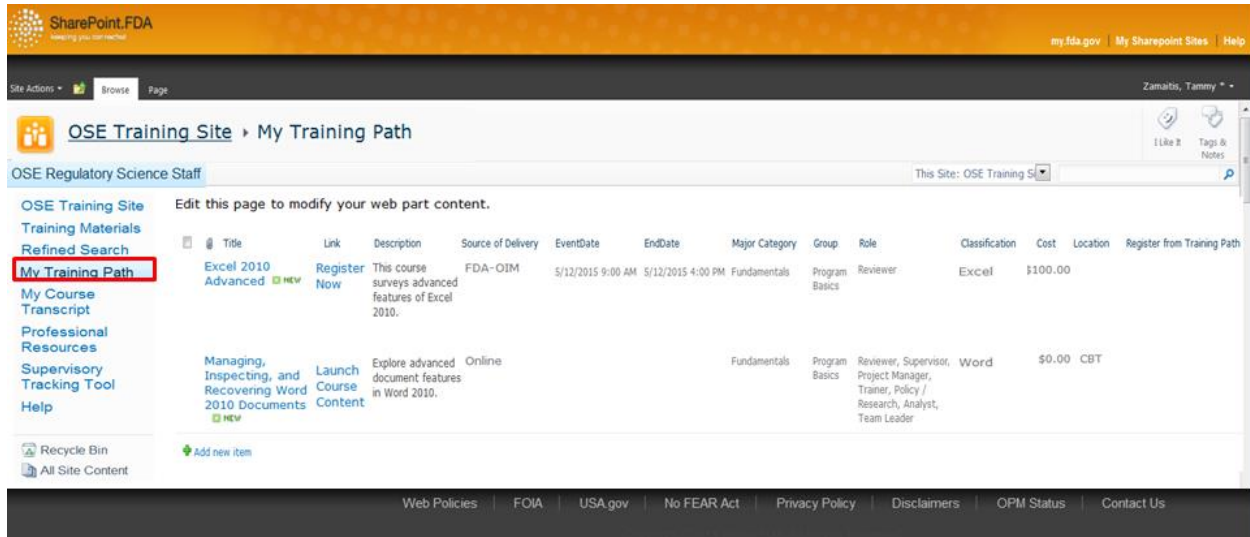 SharePoint.FDA
keeping you connected
my.fda.gov | My Sharepoint Sites | Help
Site Actions Browse Page
Zamaitis, Tammy *
OSE Training Site › My Training Path
I Like It
Tags & Notes
OSE Regulatory Science Staff
This Site: OSE Training Si
OSE Training Site
Training Materials
Refined Search
My Training Path
My Course
Transcript
Professional
Resources
Supervisory
Tracking Tool
Help
Recycle Bin
All Site Content
Edit this page to modify your web part content.
Title Link Description Source of Delivery EventDate EndDate Major Category Group Role Classification Cost Location Register from Training Path
Excel 2010
Advanced NEW
Register
Now
This course
surveys advanced
features of Excel
2010.
FDA-OIM
5/12/2015 9:00 AM
5/12/2015 4:00 PM
Fundamentals
Program
Basics
Reviewer
Excel
$100.00
Managing,
Inspecting, and
Recovering Word
2010 Documents
NEW
Launch
Course
Content
Explore advanced
document features
in Word 2010.
Online
Fundamentals
Program
Basics
Reviewer, Supervisor,
Project Manager,
Trainer, Policy /
Research, Analyst,
Team Leader
Word
$0.00
CBT
Add new item
Web Policies | FOIA | USA.gov | No FEAR Act | Privacy Policy | Disclaimers | OPM Status | Contact Us